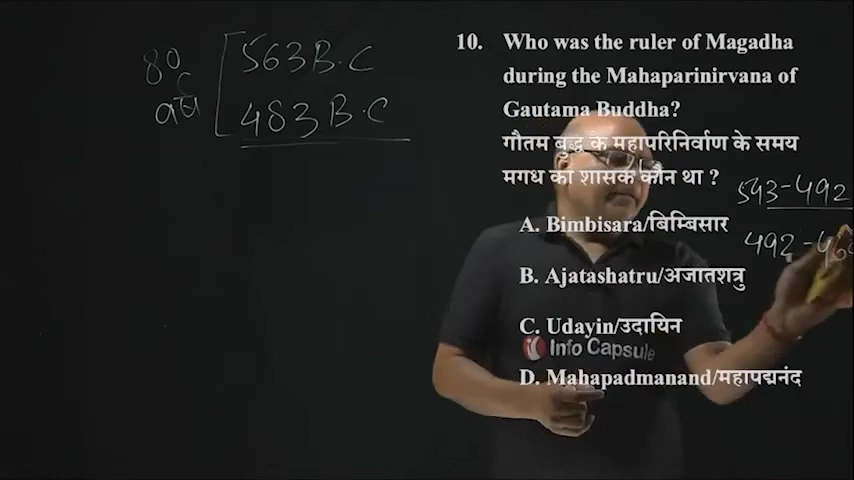 563 B.C
80
वर्ष
483 B.C
10. Who was the ruler of Magadha
during the Mahaparinirvana of
Gautama Buddha?
गौतम बुद्ध के महापरिनिर्वाण के समय
मगध का शासक कौन था ?
543-492
A. Bimbisara/बिम्बिसार
492-460
B. Ajatashatru/अजातशत्रु
C. Udayin/उदायिन
Info Capsule
D. Mahapadmanand/महापद्मनंद